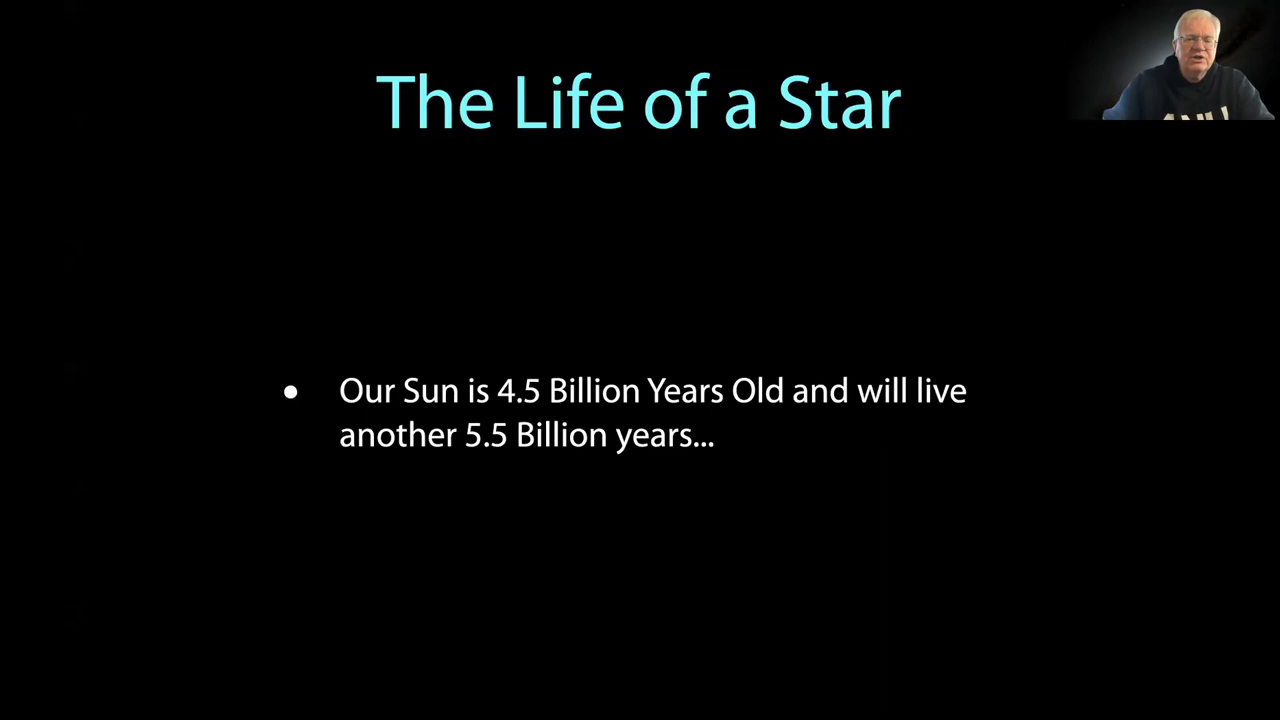 The Life of a Star
• Our Sun is 4.5 Billion Years Old and will live
another 5.5 Billion years...